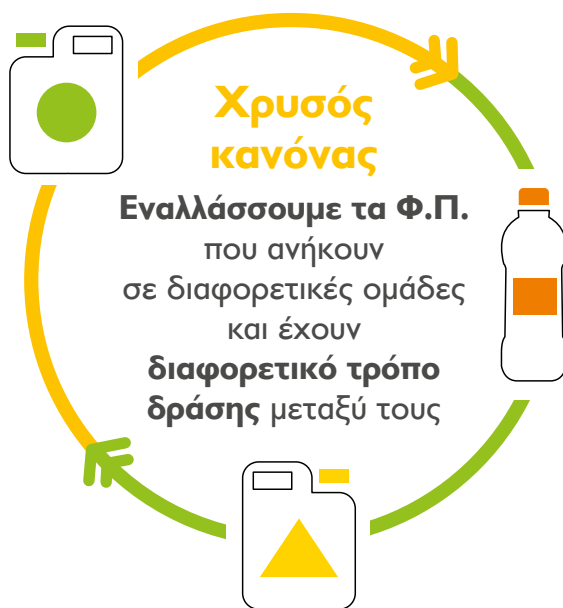 Χρυσός
κανόνας
Εναλλάσσουμε τα Φ.Π.
που ανήκουν
σε διαφορετικές ομάδες
και έχουν
διαφορετικό τρόπο
δράσης μεταξύ τους